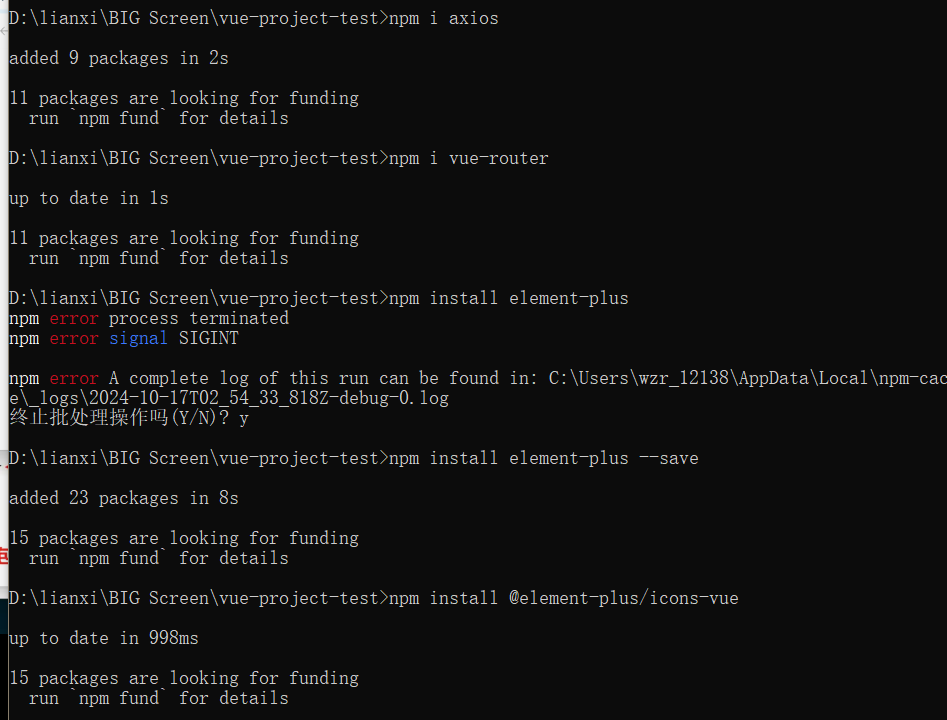 D:\lianxi\BIG Screen\vue-project-test>npm i axios
added 9 packages in 2s
11 packages are looking for funding
  run `npm fund` for details
D:\lianxi\BIG Screen\vue-project-test>npm i vue-router
up to date in 1s
11 packages are looking for funding
  run `npm fund` for details
D:\lianxi\BIG Screen\vue-project-test>npm install element-plus
npm error process terminated
npm error signal SIGINT
npm error A complete log of this run can be found in: C:\Users\wzr_12138\AppData\Local\npm-cac
e\_logs\2024-10-17T02_54_33_818Z-debug-0.log
终止批处理操作吗(Y/N)? y
D:\lianxi\BIG Screen\vue-project-test>npm install element-plus --save
added 23 packages in 8s
15 packages are looking for funding
  run `npm fund` for details
D:\lianxi\BIG Screen\vue-project-test>npm install @element-plus/icons-vue
up to date in 998ms
15 packages are looking for funding
  run `npm fund` for details